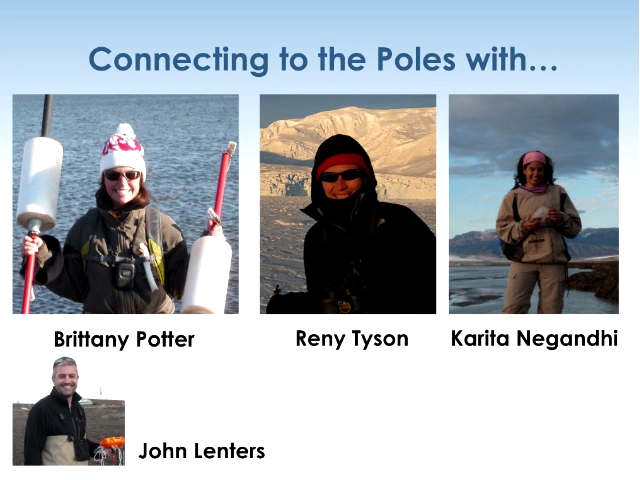 Connecting to the Poles with…
Brittany Potter
Reny Tyson
Karita Negandhi
John Lenters